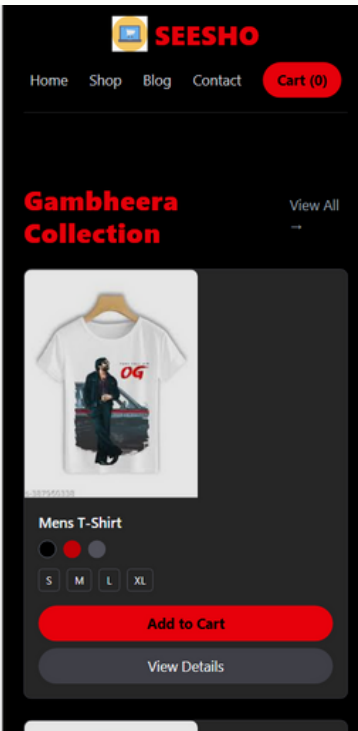 SEESHO
Home Shop Blog Contact Cart (0)
Gambheera
Collection
View All
→
OG
Mens T-Shirt
S M L XL
Add to Cart
View Details